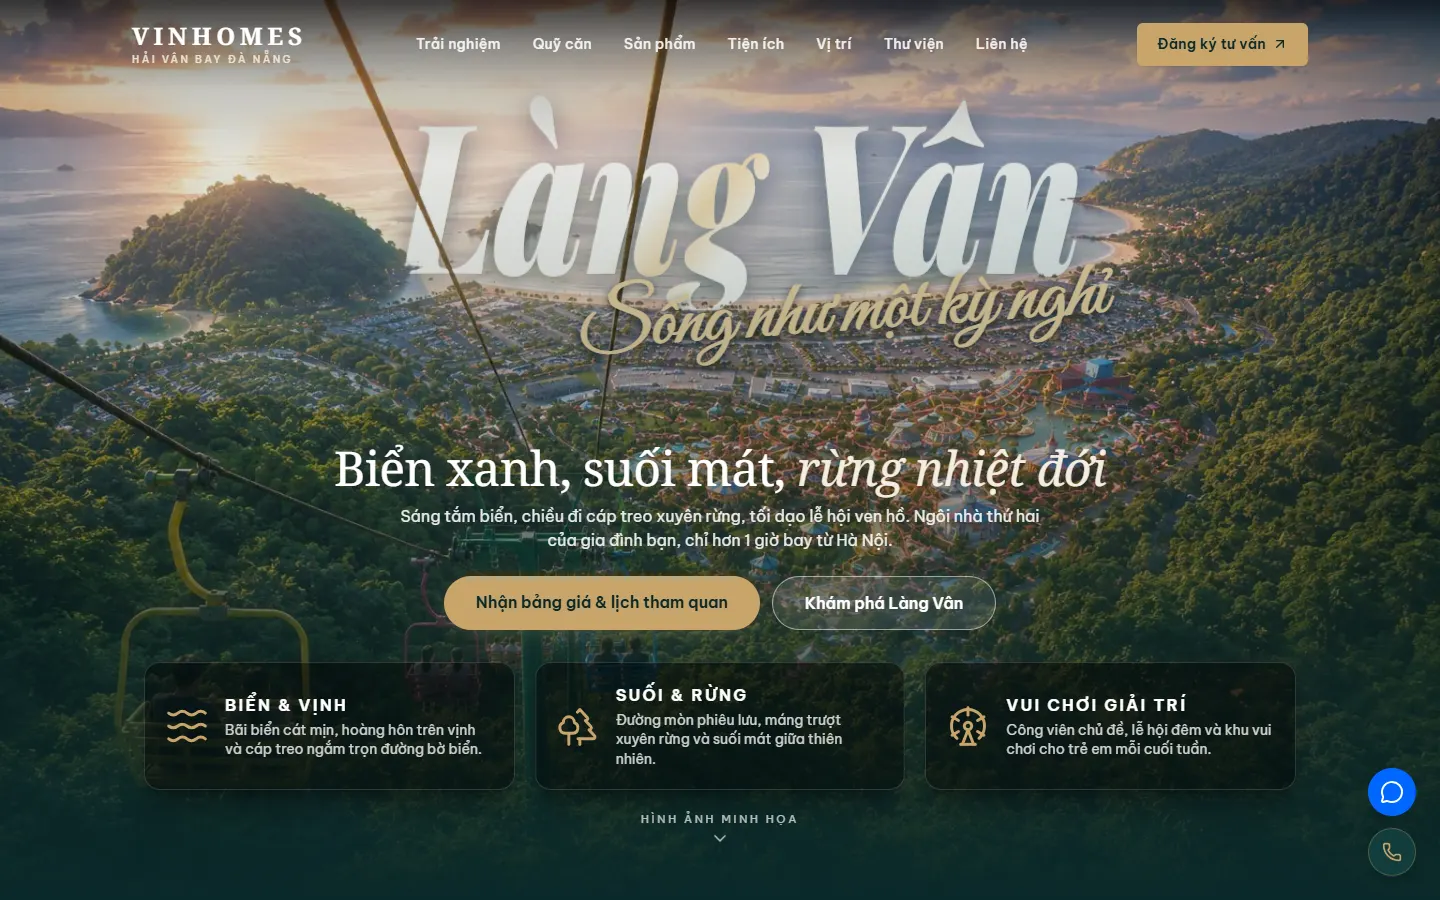 VINHOMES
HẢI VÂN BAY ĐÀ NẴNG
Trải nghiệm
Quỹ căn
Sản phẩm
Tiện ích
Vị trí
Thư viện
Liên hệ
Đăng ký tư vấn
Làng Vân
Sống như một kỳ nghỉ
Biển xanh, suối mát, rừng nhiệt đới
Sáng tắm biển, chiều đi cáp treo xuyên rừng, tối dạo lễ hội ven hồ. Ngôi nhà thứ hai
của gia đình bạn, chỉ hơn 1 giờ bay từ Hà Nội.
Nhận bảng giá & lịch tham quan
Khám phá Làng Vân
BIỂN & VỊNH
Bãi biển cát mịn, hoàng hôn trên vịnh
và cáp treo ngắm trọn đường bờ biển.
SUỐI & RỪNG
Đường mòn phiêu lưu, máng trượt
xuyên rừng và suối mát giữa thiên
nhiên.
VUI CHƠI GIẢI TRÍ
Công viên chủ đề, lễ hội đêm và khu vui
chơi cho trẻ em mỗi cuối tuần.
HÌNH ẢNH MINH HỌA